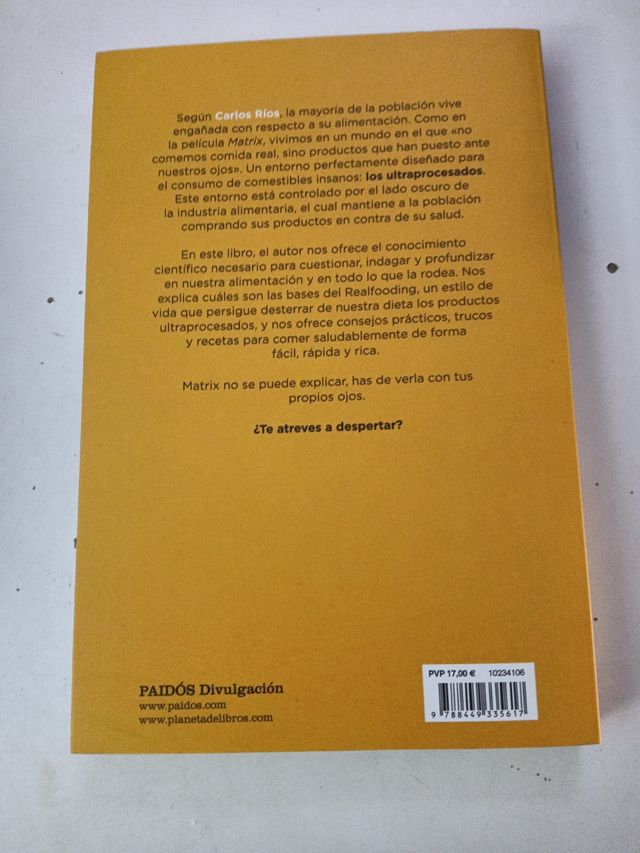 Según Carlos Ríos, la mayoría de la población vive
engañada con respecto a su alimentación. Como en
la película Matrix, vivimos en un mundo en el que «no
comemos comida real, sino productos que han puesto ante
nuestros ojos». Un entorno perfectamente diseñado para
el consumo de comestibles insanos: los ultraprocesados.
Este entorno está controlado por el lado oscuro de
la industria alimentaria, el cual mantiene a la población
comprando sus productos en contra de su salud.
En este libro, el autor nos ofrece el conocimiento
científico necesario para cuestionar, indagar y profundizar
en nuestra alimentación y en todo lo que la rodea. Nos
explica cuáles son las bases del Realfooding, un estilo de
vida que persigue desterrar de nuestra dieta los productos
ultraprocesados, y nos ofrece consejos prácticos, trucos
y recetas para comer saludablemente de forma
fácil, rápida y rica.
Matrix no se puede explicar, has de verla con tus
propios ojos.
¿Te atreves a despertar?
PAIDÓS Divulgación
www.paidos.com
www.planetadelibros.com
PVP 17,00 € 10234106
9 788449 335617